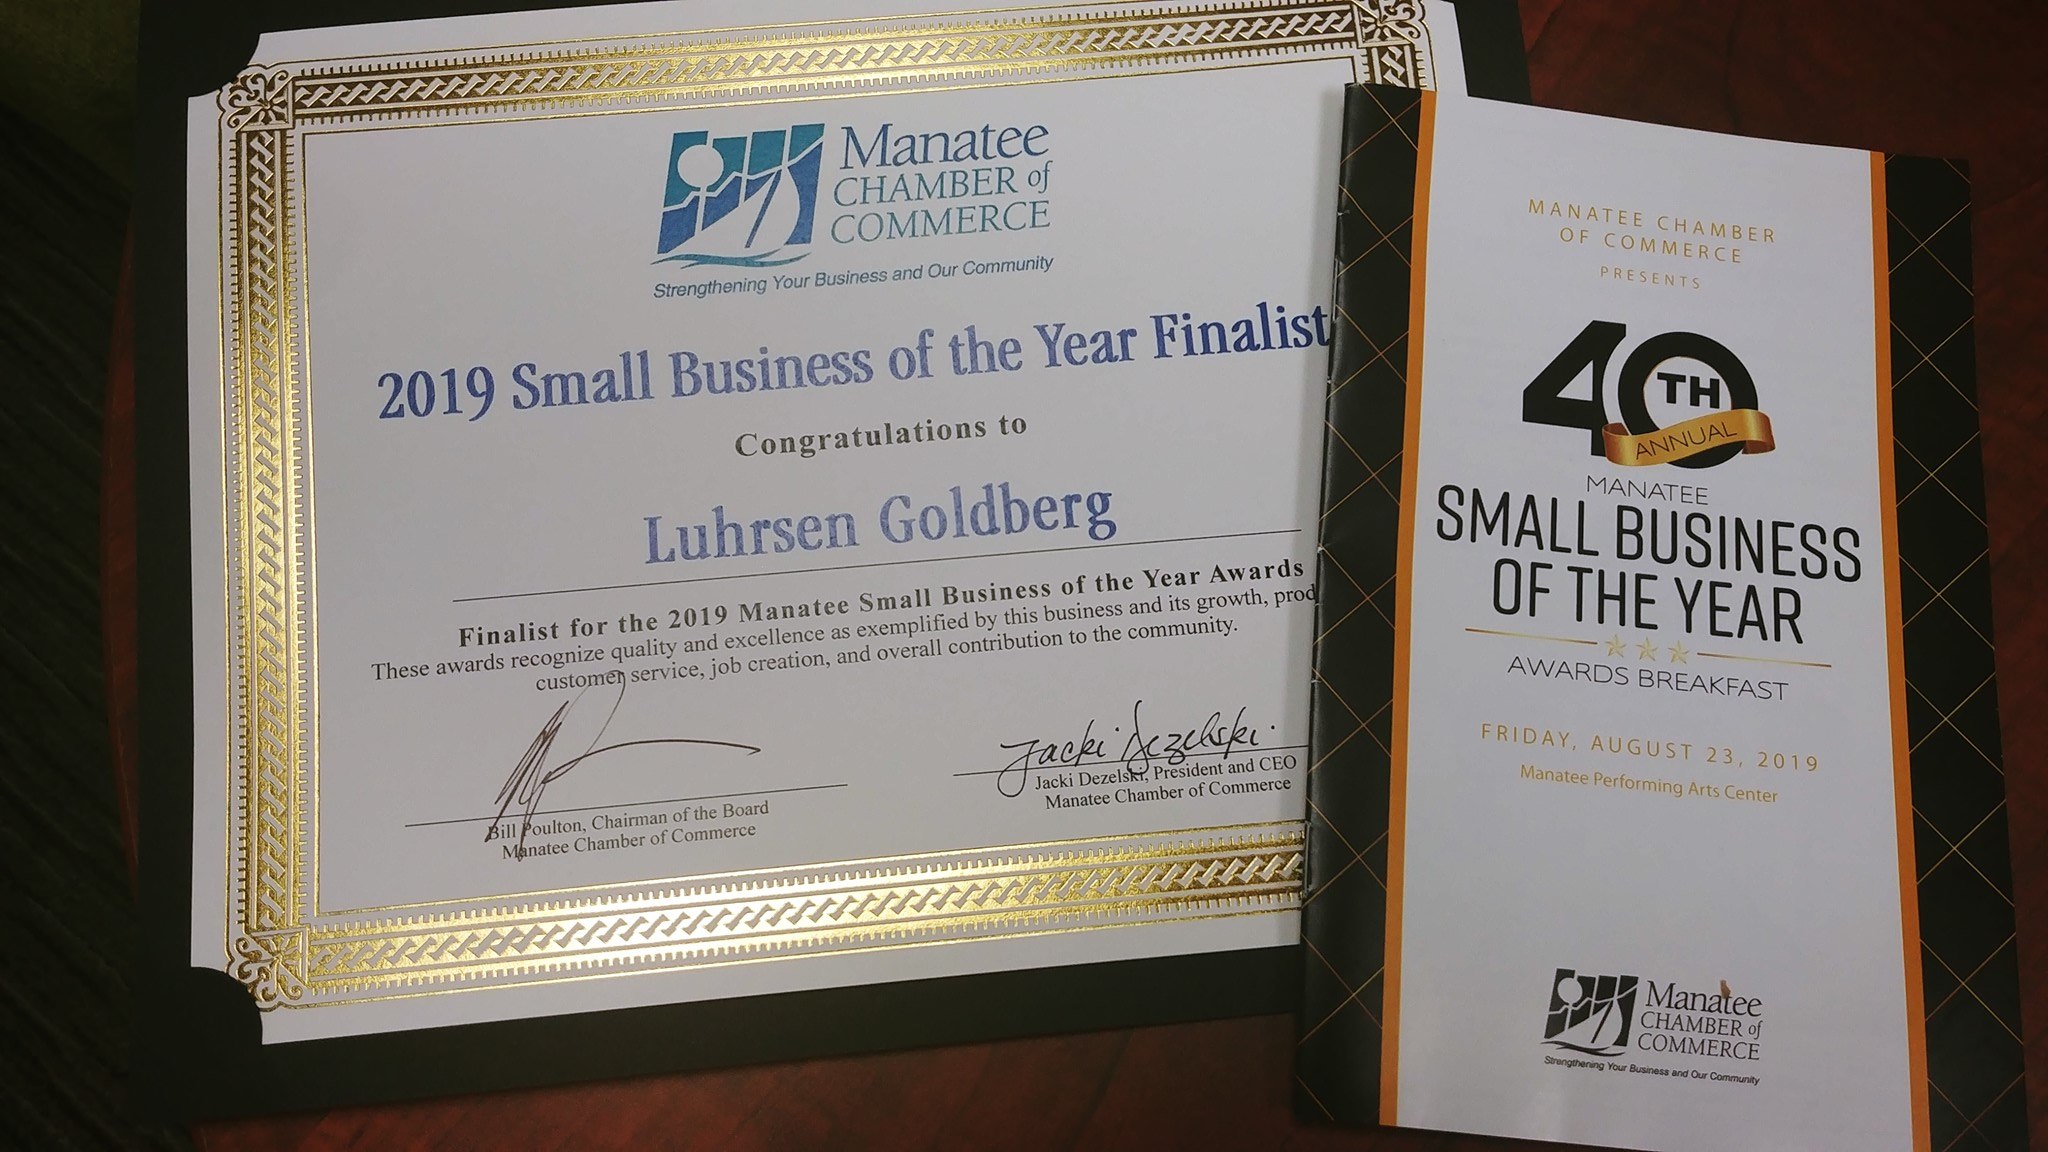 Manatee
CHAMBER of
COMMERCE
Strengthening Your Business and Our Community
2019 Small Business of the Year Finalist
Congratulations to
Luhrsen Goldberg
Finalist for the 2019 Manatee Small Business of the Year Awards
These awards recognize quality and excellence as exemplified by this business and its growth, prod
customer service, job creation, and overall contribution to the community.
Jacki Dezelski
Bill Poulton, Chairman of the Board
Manatee Chamber of Commerce
Jacki Dezelski, President and CEO
Manatee Chamber of Commerce
MANATEE CHAMBER
OF COMMERCE
PRESENTS
40TH
ANNUAL
MANATEE
SMALL BUSINESS
OF THE YEAR
AWARDS BREAKFAST
FRIDAY, AUGUST 23, 2019
Manatee Performing Arts Center
Manatee
CHAMBER of
COMMERCE
Strengthening Your Business and Our Community